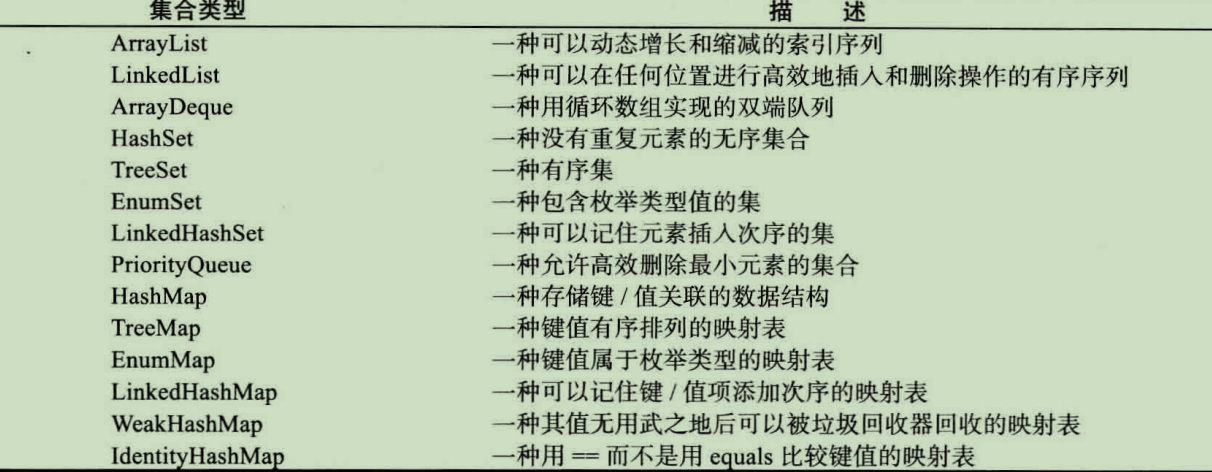 集合类型 描 述
ArrayList 一种可以动态增长和缩减的索引序列
LinkedList 一种可以在任何位置进行高效地插入和删除操作的有序序列
ArrayDeque 一种用循环数组实现的双端队列
HashSet 一种没有重复元素的无序集合
TreeSet 一种有序集
EnumSet 一种包含枚举类型值的集
LinkedHashSet 一种可以记住元素插入次序的集
PriorityQueue 一种允许高效删除最小元素的集合
HashMap 一种存储键 / 值关联的数据结构
TreeMap 一种键值有序排列的映射表
EnumMap 一种键值属于枚举类型的映射表
LinkedHashMap 一种可以记住键 / 值项添加次序的映射表
WeakHashMap 一种其值无用武之地后可以被垃圾回收器回收的映射表
IdentityHashMap 一种用 == 而不是用 equals 比较键值的映射表